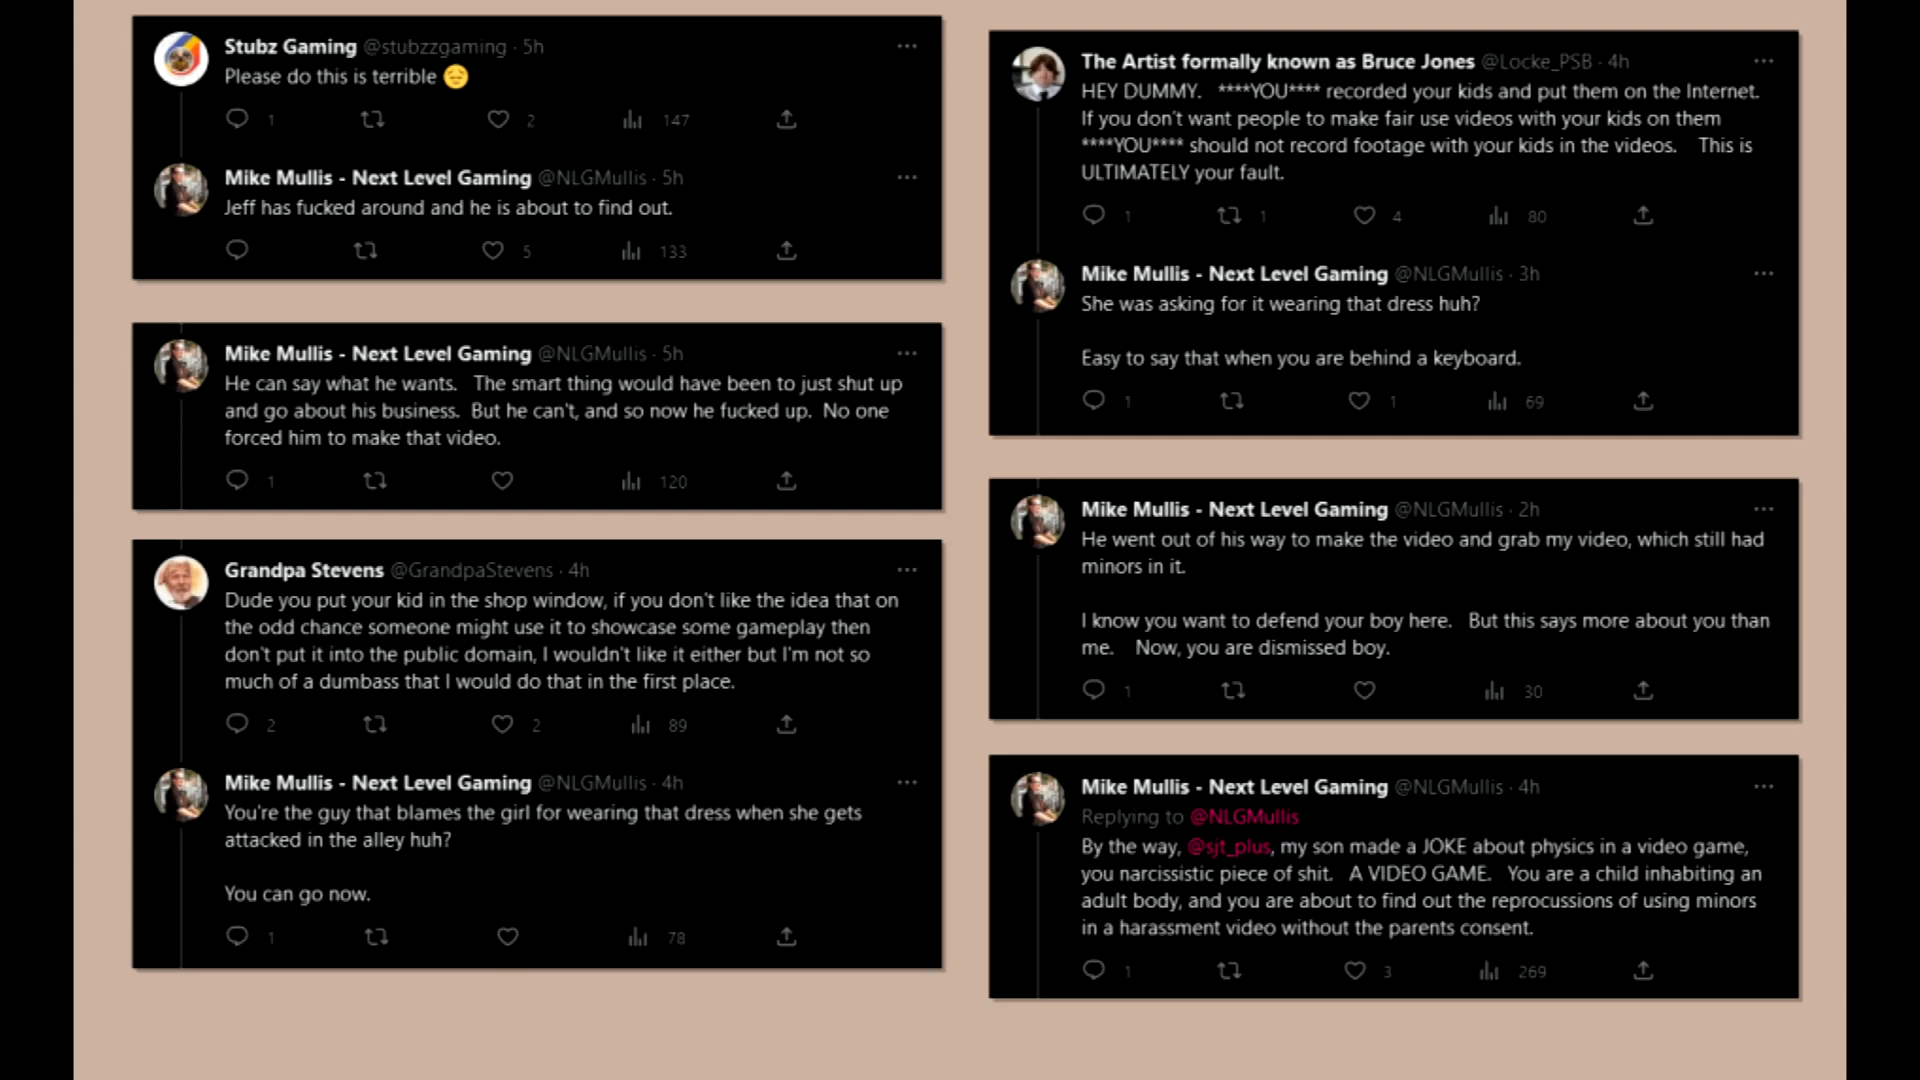 Stubz Gaming @stubzzgaming · 5h
Please do this is terrible 😔
1 2 147
Mike Mullis - Next Level Gaming @NLGMullis · 5h
Jeff has fucked around and he is about to find out.
5 133
Mike Mullis - Next Level Gaming @NLGMullis · 5h
He can say what he wants. The smart thing would have been to just shut up
and go about his business. But he can't, and so now he fucked up. No one
forced him to make that video.
1 120
Grandpa Stevens @GrandpaStevens · 4h
Dude you put your kid in the shop window, if you don't like the idea that on
the odd chance someone might use it to showcase some gameplay then
don't put it into the public domain, I wouldn't like it either but I'm not so
much of a dumbass that I would do that in the first place.
2 2 89
Mike Mullis - Next Level Gaming @NLGMullis · 4h
You're the guy that blames the girl for wearing that dress when she gets
attacked in the alley huh?
You can go now.
1 78
The Artist formally known as Bruce Jones @Locke_PSB · 4h
HEY DUMMY. ****YOU**** recorded your kids and put them on the Internet.
If you don't want people to make fair use videos with your kids on them
****YOU**** should not record footage with your kids in the videos. This is
ULTIMATELY your fault.
1 1 4 80
Mike Mullis - Next Level Gaming @NLGMullis · 3h
She was asking for it wearing that dress huh?
Easy to say that when you are behind a keyboard.
1 1 69
Mike Mullis - Next Level Gaming @NLGMullis · 2h
He went out of his way to make the video and grab my video, which still had
minors in it.
I know you want to defend your boy here. But this says more about you than
me. Now, you are dismissed boy.
1 30
Mike Mullis - Next Level Gaming @NLGMullis · 4h
Replying to @NLGMullis
By the way, @sjt_plus, my son made a JOKE about physics in a video game,
you narcissistic piece of shit. A VIDEO GAME. You are a child inhabiting an
adult body, and you are about to find out the reprocussions of using minors
in a harassment video without the parents consent.
1 3 269